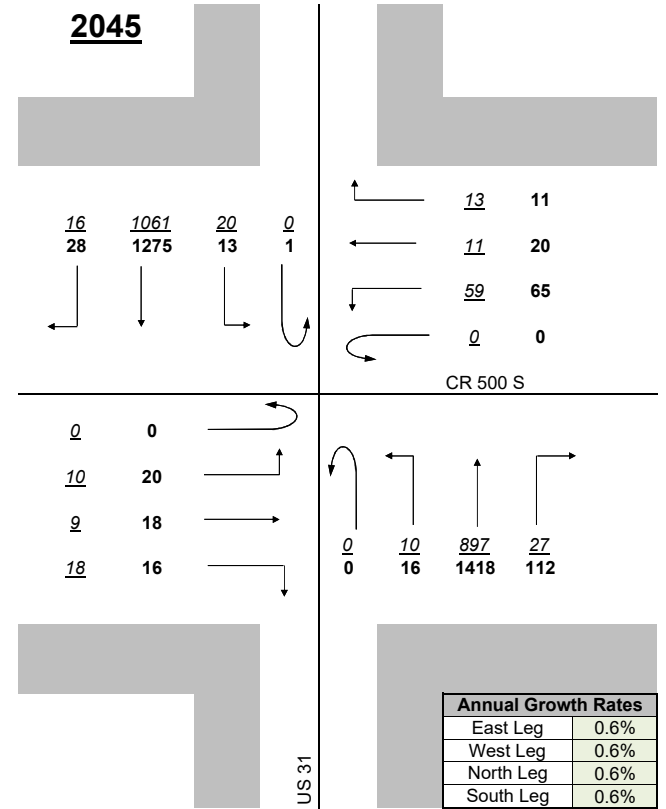 2045
16 1061 20 0
28 1275 13 1
13 11
11 20
59 65
0 0
CR 500 S
0 0
10 20
9 18
18 16
0 10 897 27
0 16 1418 112
US 31
Annual Growth Rates
East Leg 0.6%
West Leg 0.6%
North Leg 0.6%
South Leg 0.6%